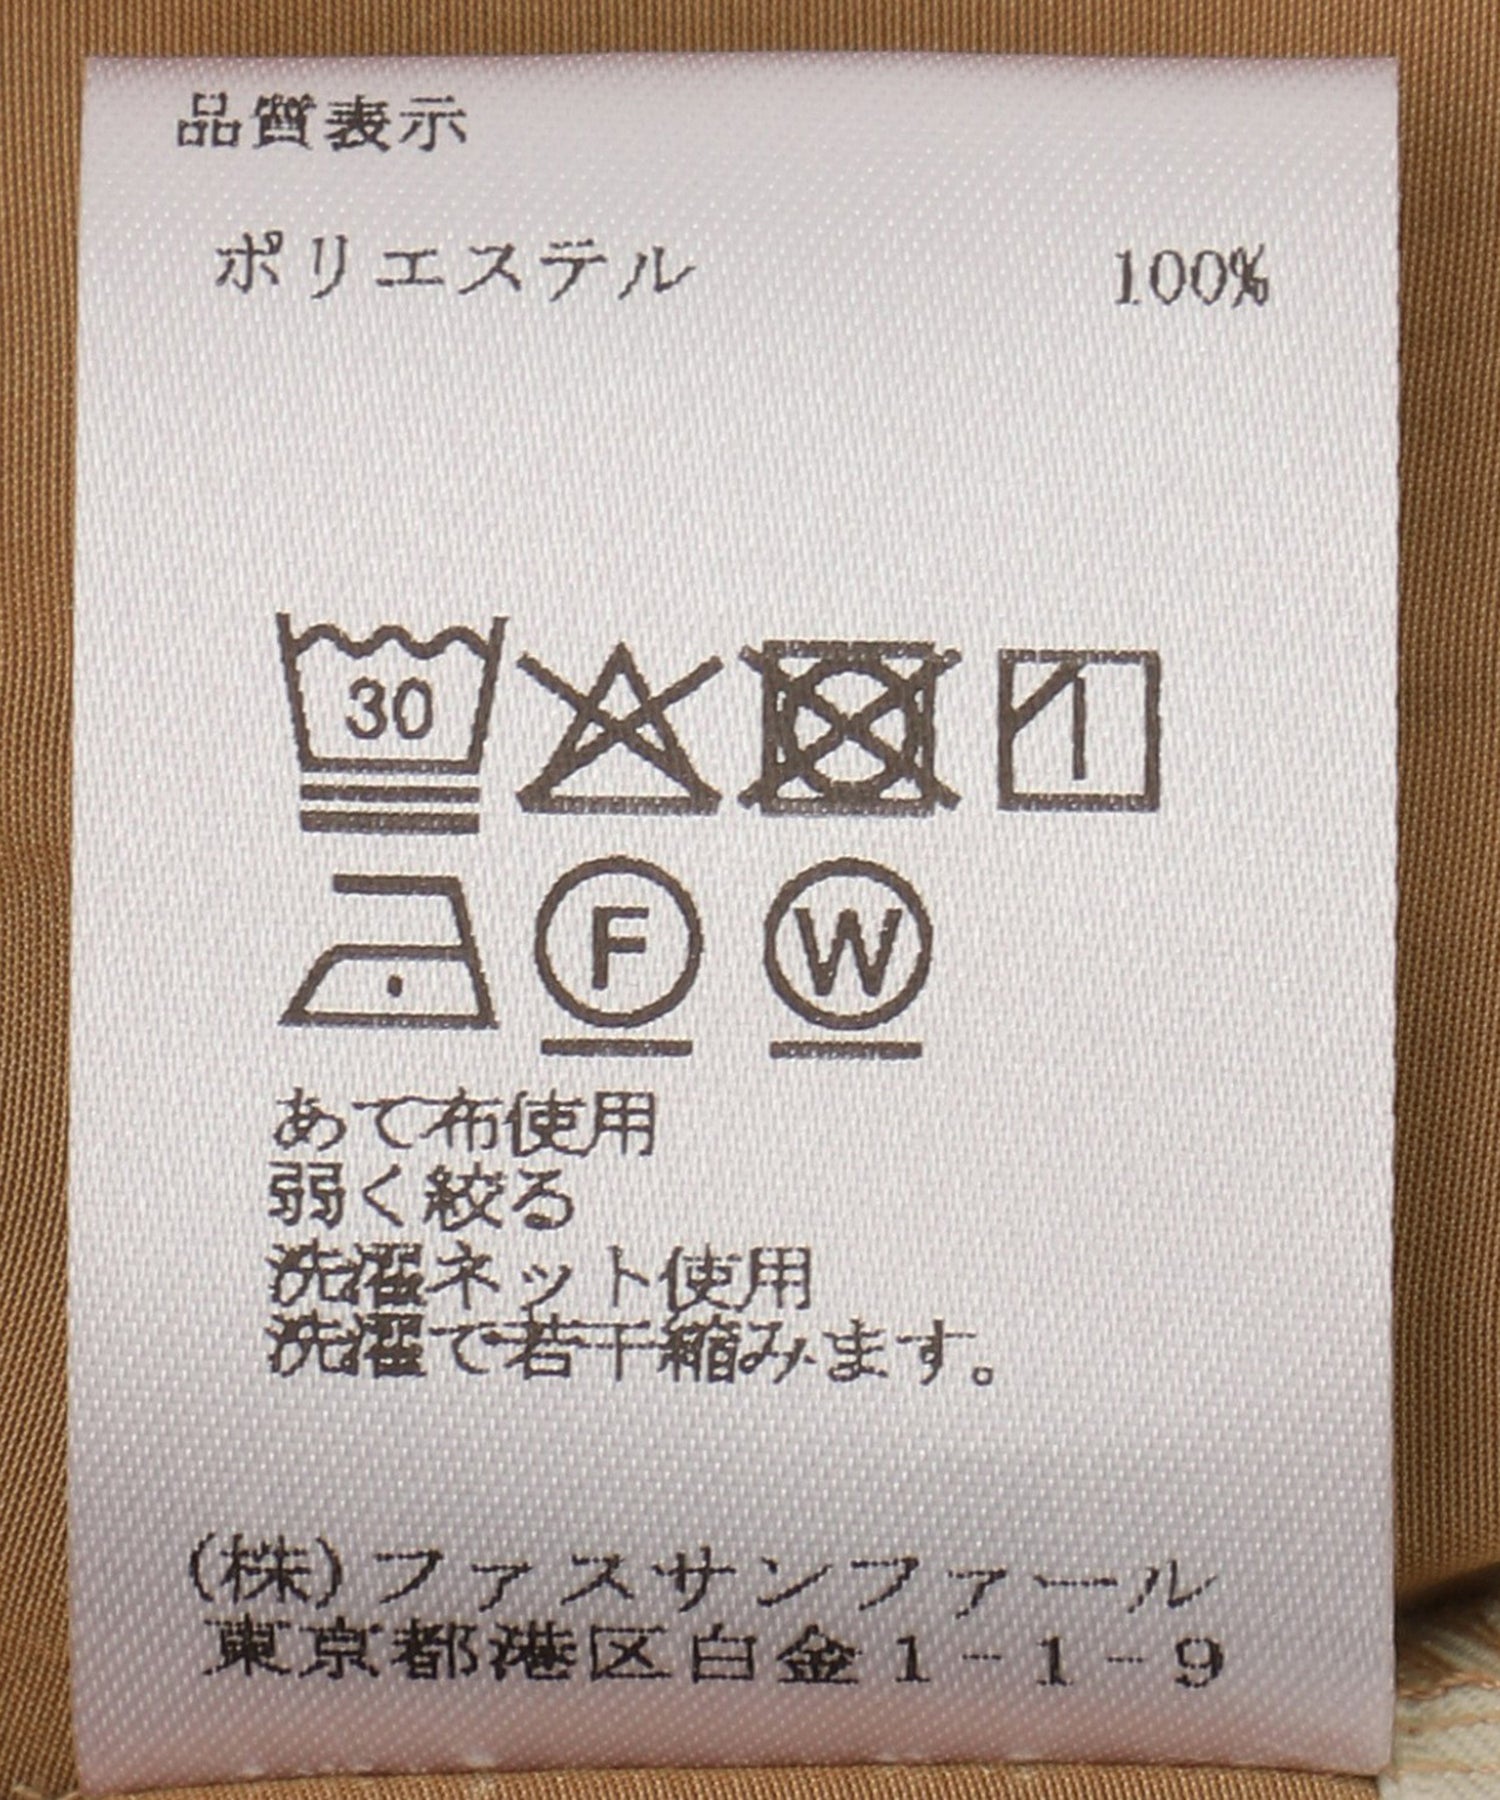 品質表示
ポリエステル 100%
30
F W
あて布使用
弱く絞る
洗濯ネット使用
洗濯で若干縮みます。
(株)ファスサンファール
東京都港区白金1-1-9